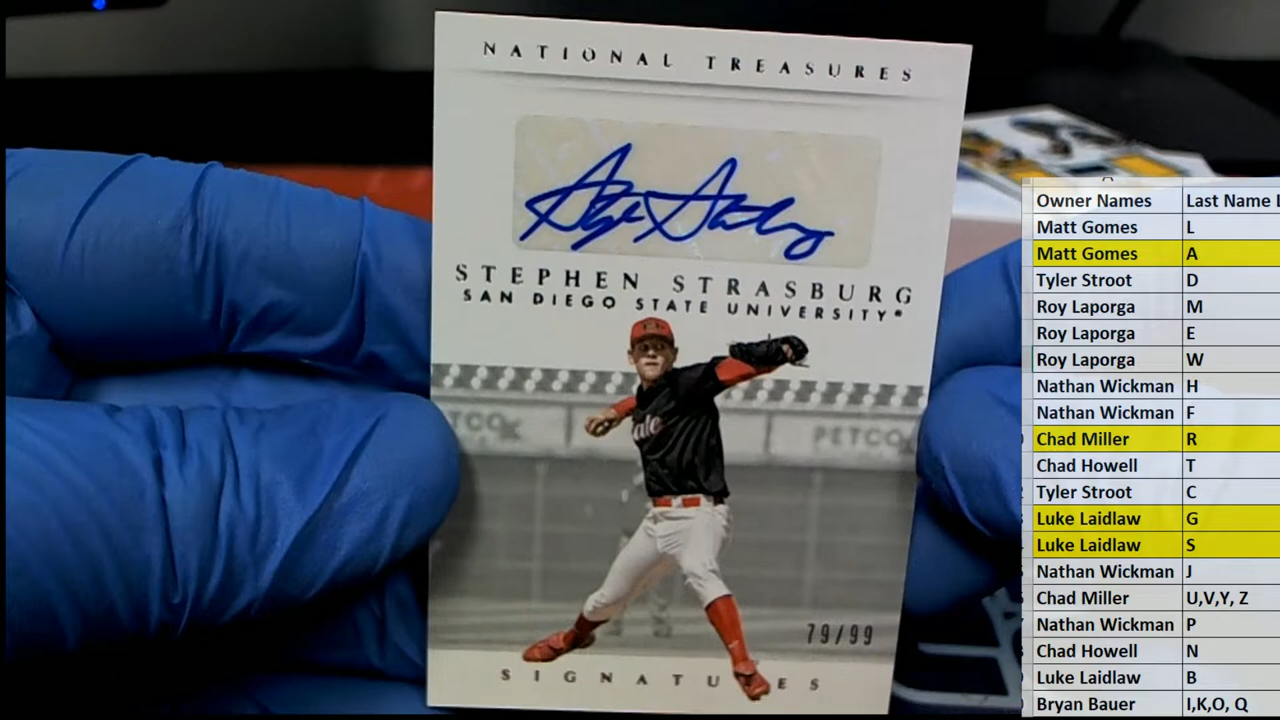 NATIONAL TREASURES
STEPHEN STRASBURG
SAN DIEGO STATE UNIVERSITY®
PETCO
PETCO
79/99
SIGNATURES
Owner Names Last Name
Matt Gomes L
Matt Gomes A
Tyler Stroot D
Roy Laporga M
Roy Laporga E
Roy Laporga W
Nathan Wickman H
Nathan Wickman F
Chad Miller R
Chad Howell T
Tyler Stroot C
Luke Laidlaw G
Luke Laidlaw S
Nathan Wickman J
Chad Miller U,V,Y, Z
Nathan Wickman P
Chad Howell N
Luke Laidlaw B
Bryan Bauer I,K,O, Q